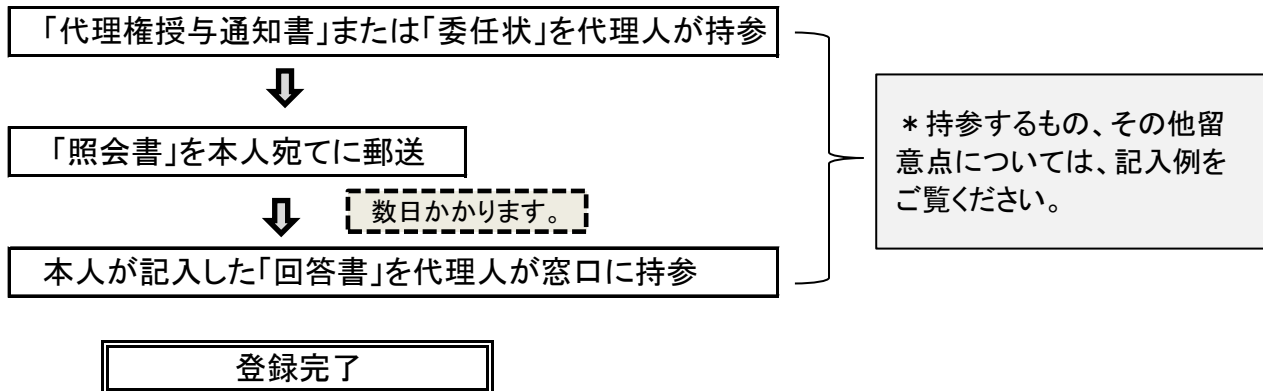 「代理権授与通知書」または「委任状」を代理人が持参
「照会書」を本人宛てに郵送
数日かかります。
本人が記入した「回答書」を代理人が窓口に持参
登録完了
＊持参するもの、その他留
意点については、記入例を
ご覧ください。